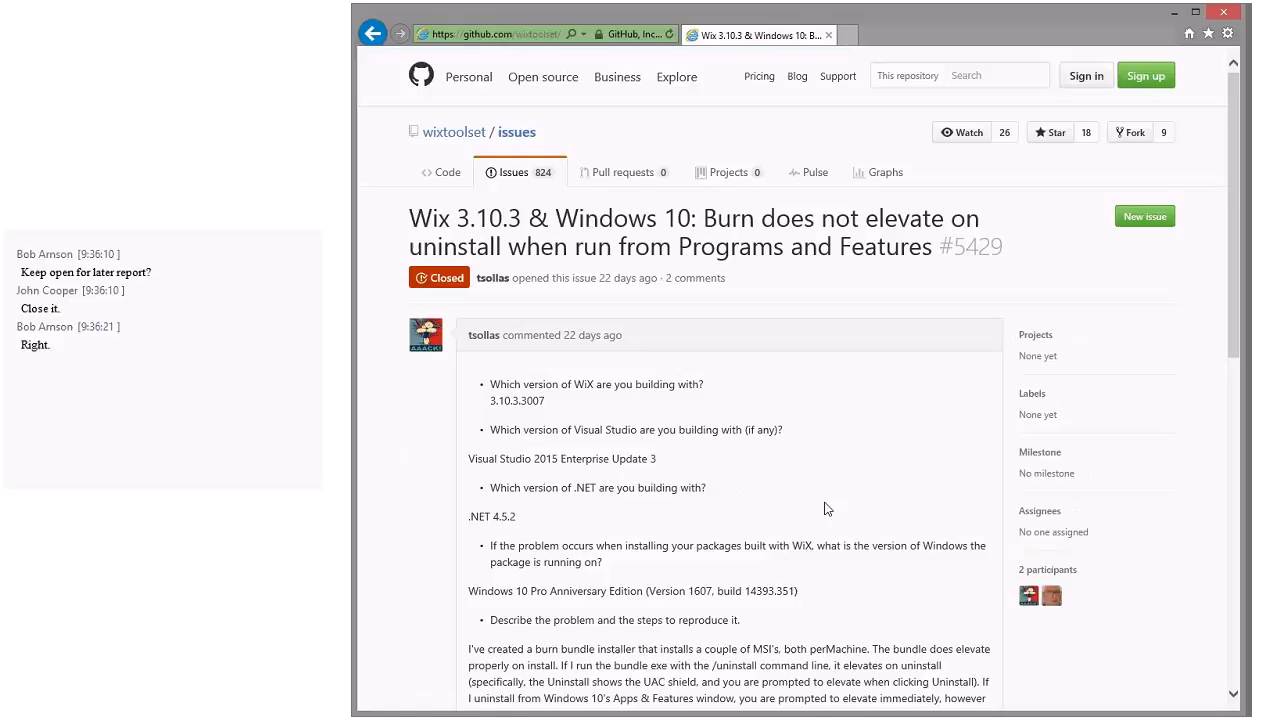 https://github.com/wixtoolset/
GitHub, Inc...
Wix 3.10.3 & Windows 10: B...
Personal
Open source
Business
Explore
Pricing
Blog
Support
This repository
Search
Sign in
Sign up
wixtoolset / issues
Watch 26
Star 18
Fork 9
Code
Issues 824
Pull requests 0
Projects 0
Pulse
Graphs
Wix 3.10.3 & Windows 10: Burn does not elevate on
uninstall when run from Programs and Features #5429
New issue
Closed
tsollas opened this issue 22 days ago · 2 comments
Bob Arnson [9:36:10 ]
Keep open for later report?
John Cooper [9:36:10 ]
Close it.
Bob Arnson [9:36:21 ]
Right.
AAACK!
tsollas commented 22 days ago
• Which version of WiX are you building with?
3.10.3.3007
• Which version of Visual Studio are you building with (if any)?
Visual Studio 2015 Enterprise Update 3
• Which version of .NET are you building with?
.NET 4.5.2
• If the problem occurs when installing your packages built with WiX, what is the version of Windows the
package is running on?
Windows 10 Pro Anniversary Edition (Version 1607, build 14393.351)
• Describe the problem and the steps to reproduce it.
I've created a burn bundle installer that installs a couple of MSI's, both perMachine. The bundle does elevate
properly on install. If I run the bundle exe with the /uninstall command line, it elevates on uninstall
(specifically, the Uninstall shows the UAC shield, and you are prompted to elevate when clicking Uninstall). If
I uninstall from Windows 10's Apps & Features window, you are prompted to elevate immediately, however
Projects
None yet
Labels
None yet
Milestone
No milestone
Assignees
No one assigned
2 participants